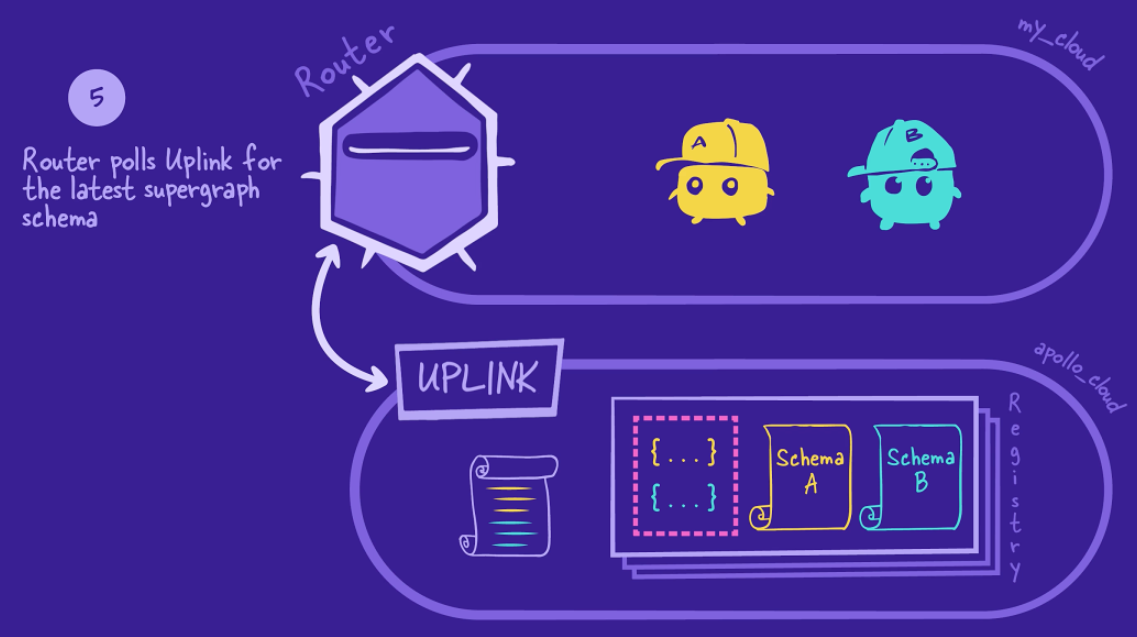 Router
my_cloud
5
Router polls Uplink for
the latest supergraph
schema
A
B
UPLINK
apollo_cloud
Registry
{...}
{...}
Schema
A
Schema
B